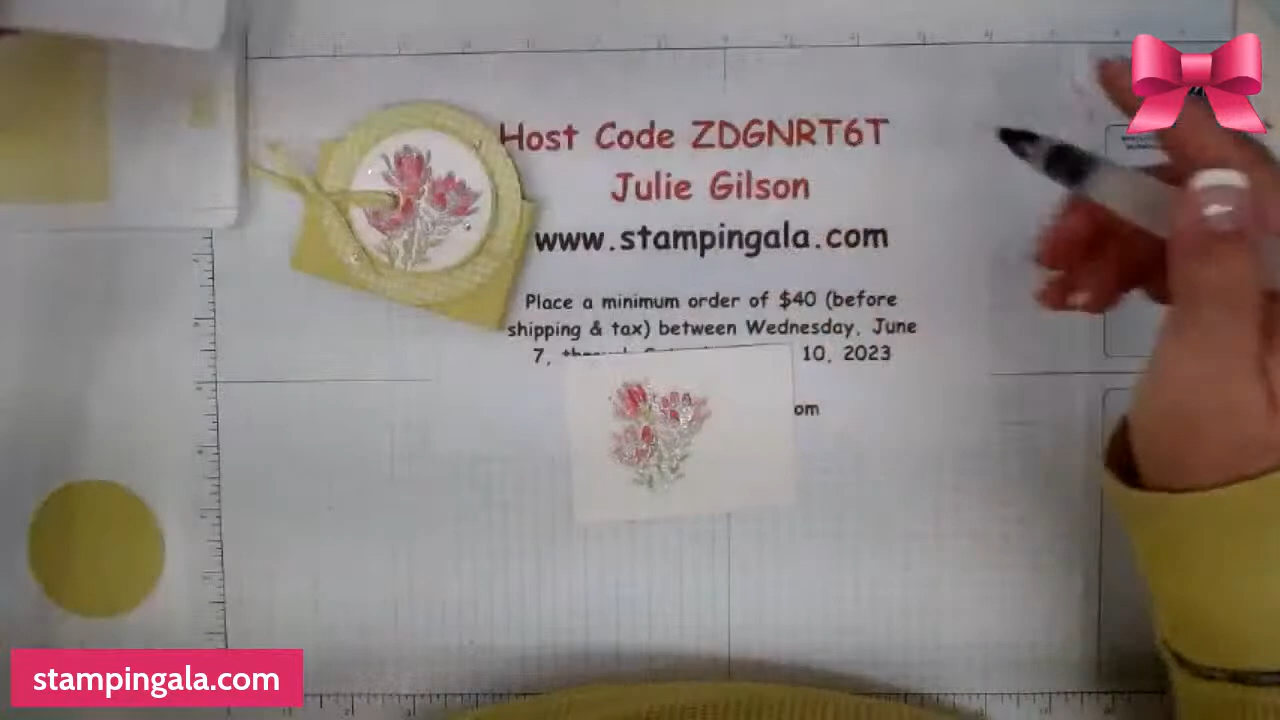 Host Code ZDGNRT6T
Julie Gilson
www.stampingala.com
Place a minimum order of $40 (before
shipping & tax) between Wednesday, June
7, through 10, 2023
om
stampingala.com